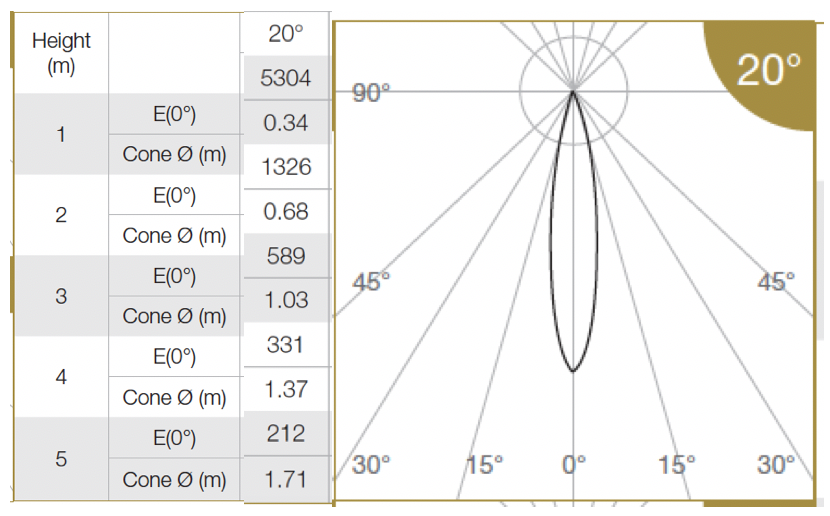 Height
(m)
20°
5304
1
E(0°)
0.34
Cone Ø (m)
1326
2
E(0°)
0.68
Cone Ø (m)
589
3
E(0°)
1.03
Cone Ø (m)
331
4
E(0°)
1.37
Cone Ø (m)
212
5
E(0°)
1.71
Cone Ø (m)
20°
90°
45° 45°
30° 15° 0° 15° 30°